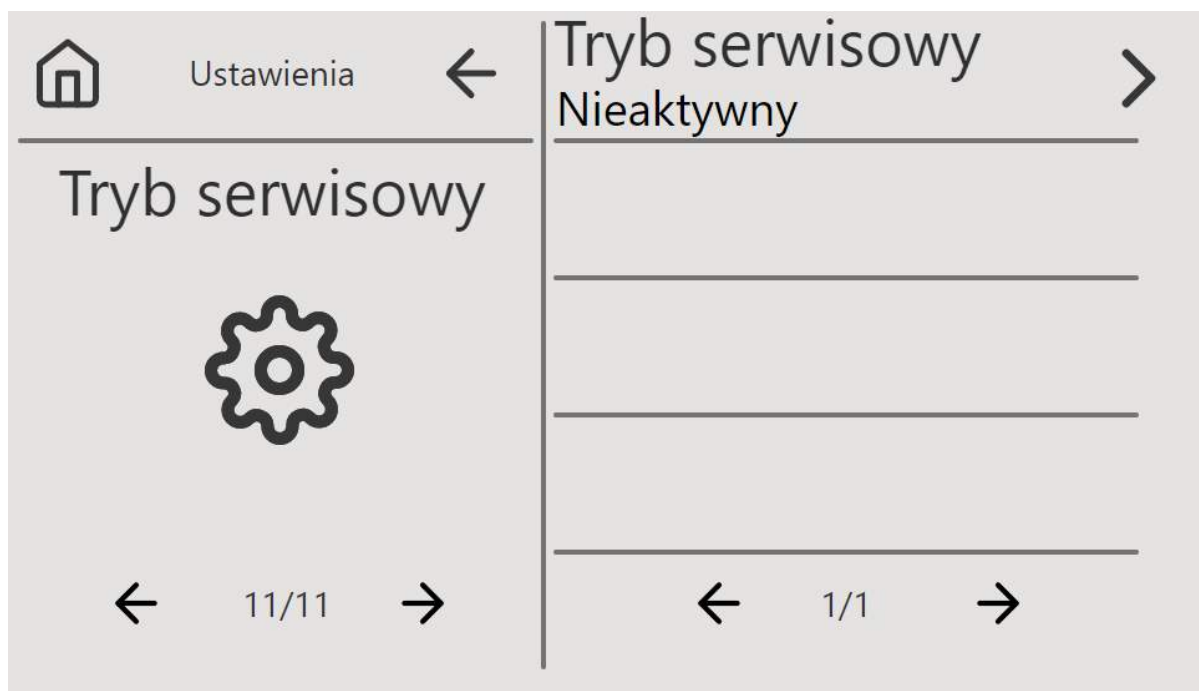 Ustawienia
Tryb serwisowy
11/11
Tryb serwisowy
Nieaktywny
1/1